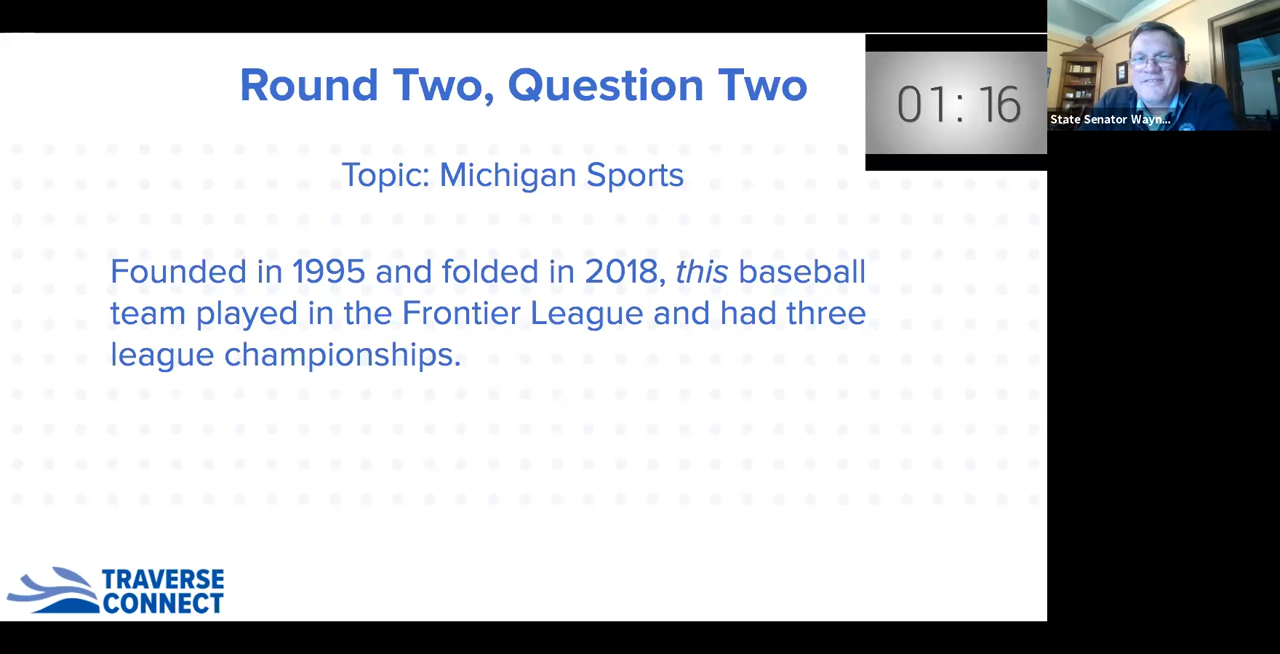 Round Two, Question Two
01:16
State Senator Wayn...
Topic: Michigan Sports
Founded in 1995 and folded in 2018, this baseball
team played in the Frontier League and had three
league championships.
TRAVERSE
CONNECT